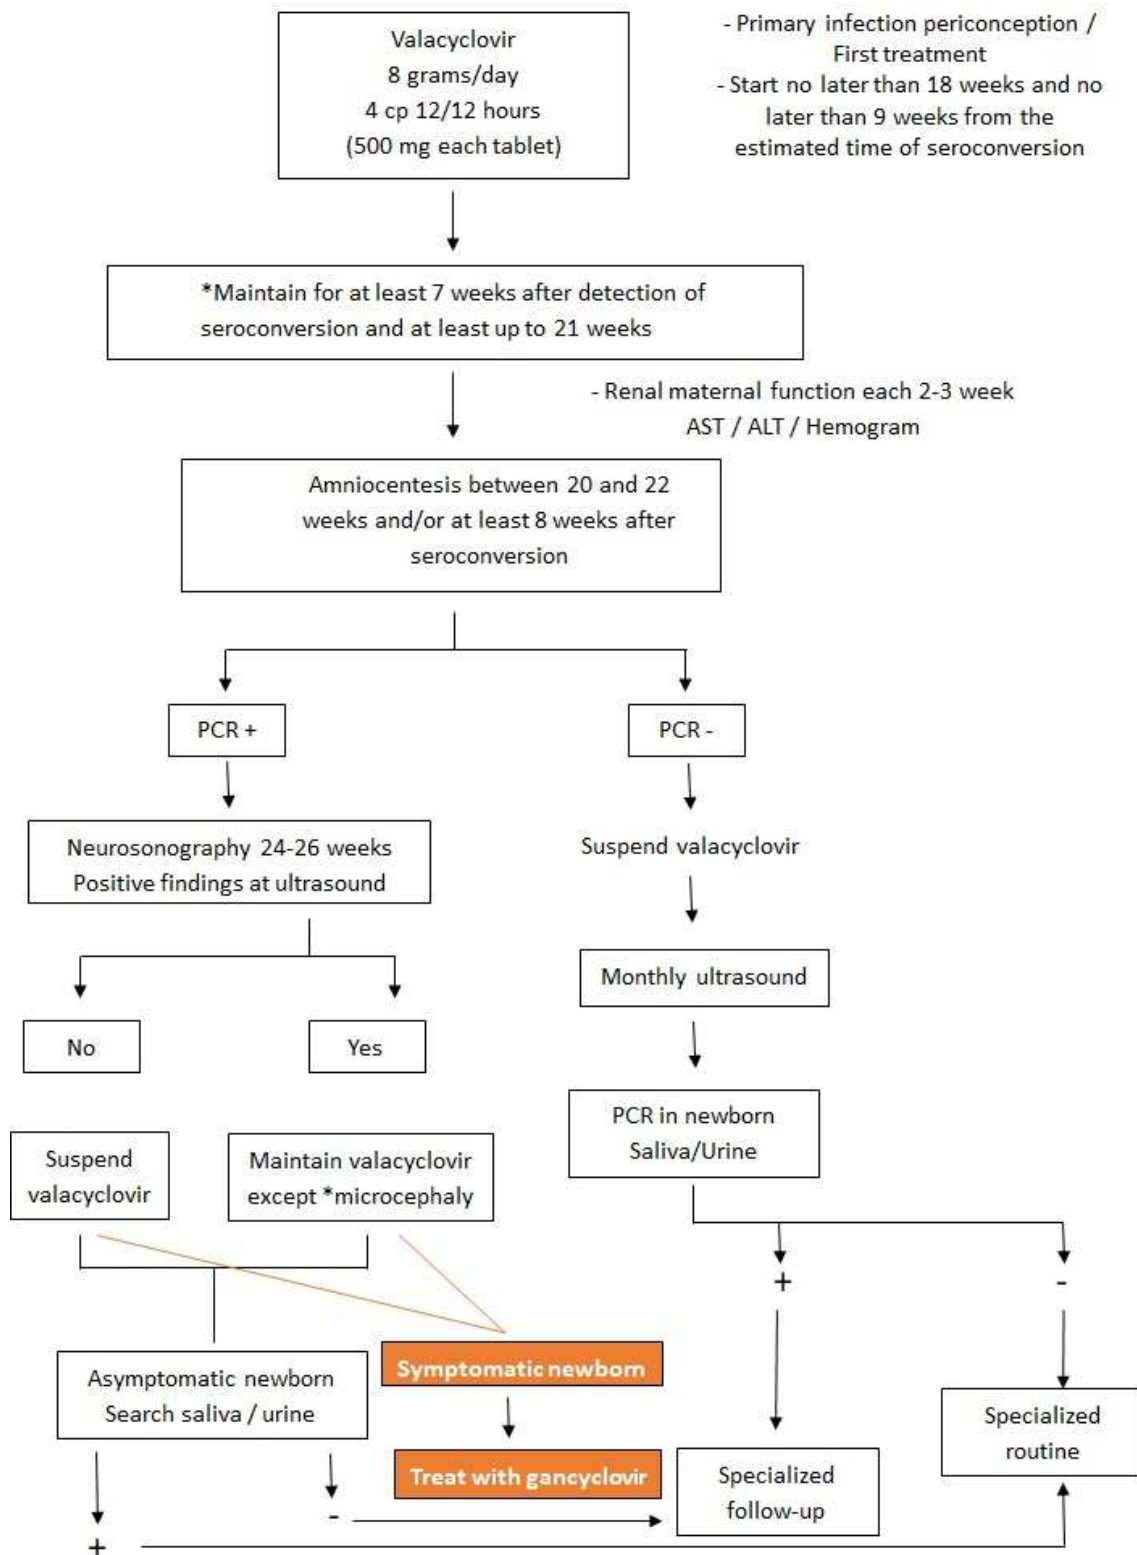 Valacyclovir
8 grams/day
4 cp 12/12 hours
(500 mg each tablet)
- Primary infection periconception /
First treatment
- Start no later than 18 weeks and no
later than 9 weeks from the
estimated time of seroconversion
*Maintain for at least 7 weeks after detection of
seroconversion and at least up to 21 weeks
- Renal maternal function each 2-3 week
AST / ALT / Hemogram
Amniocentesis between 20 and 22
weeks and/or at least 8 weeks after
seroconversion
PCR +
PCR -
Neurosonography 24-26 weeks
Positive findings at ultrasound
Suspend valacyclovir
Monthly ultrasound
No
Yes
PCR in newborn
Saliva/Urine
Suspend
valacyclovir
Maintain valacyclovir
except *microcephaly
+
-
Asymptomatic newborn
Search saliva / urine
Symptomatic newborn
Treat with gancyclovir
Specialized
follow-up
Specialized
routine
-
+